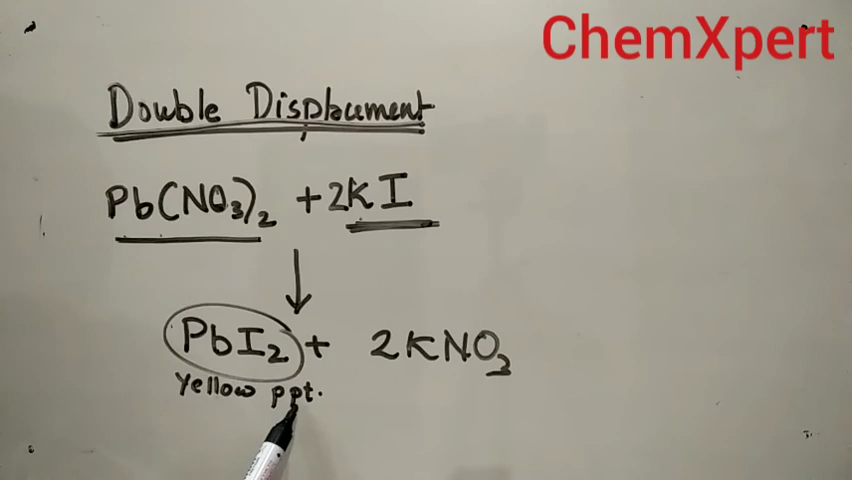 ChemXpert
Double Displacement
Pb(NO₃)₂ + 2KI
↓
PbI₂ + 2KNO₃
Yellow ppt.